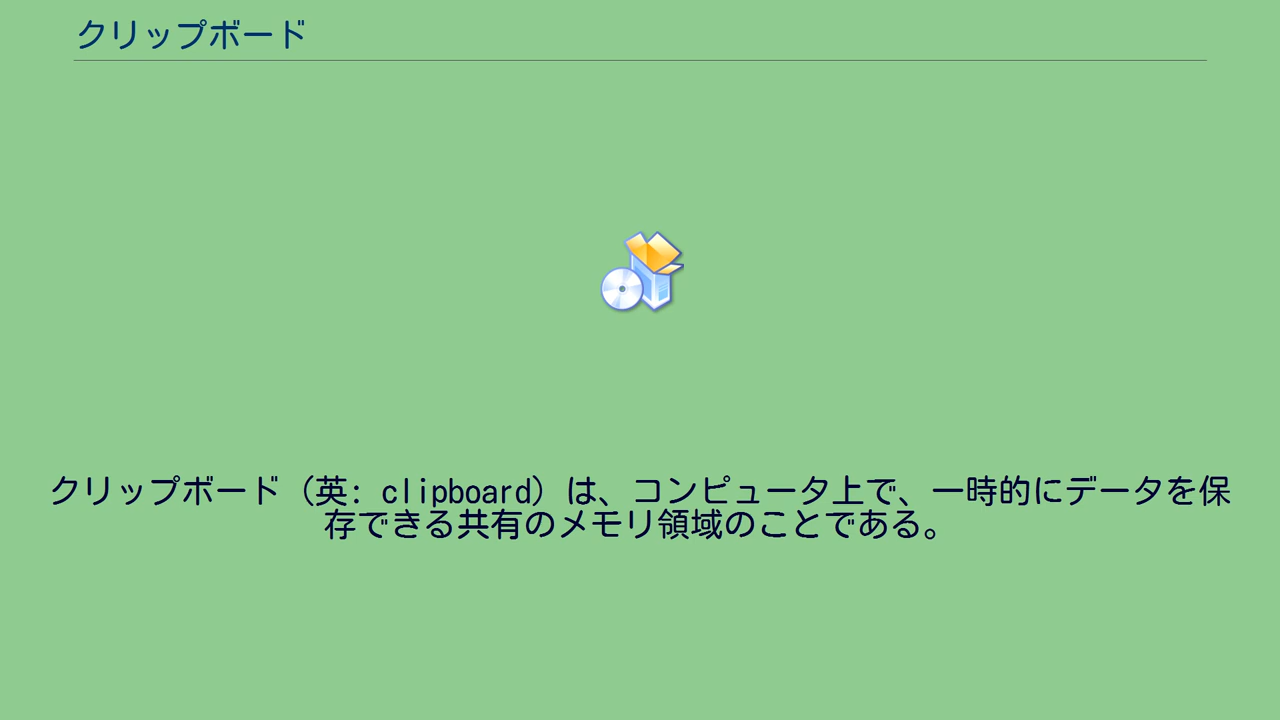 クリップボード
クリップボード（英: clipboard）は、コンピュータ上で、一時的にデータを保
存できる共有のメモリ領域のことである。